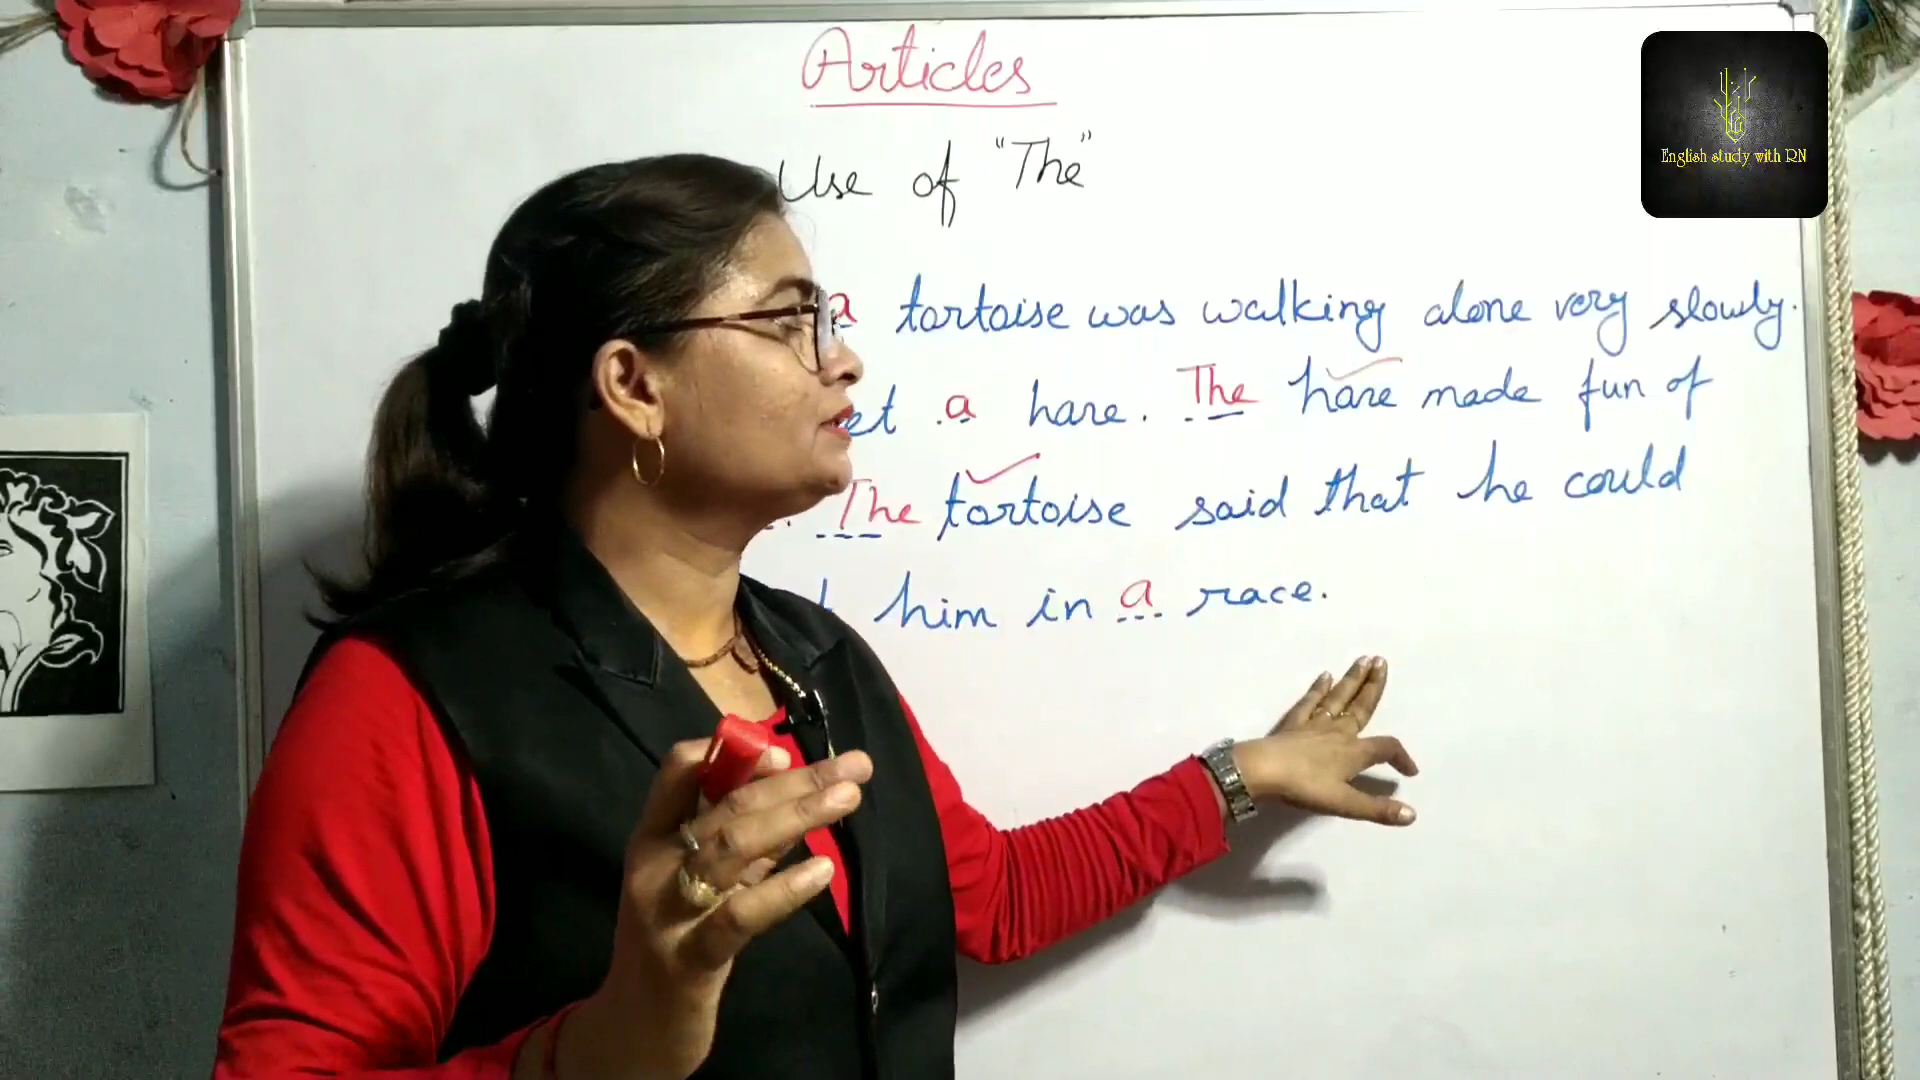 Articles
Use of "The"
a tortoise was walking alone very slowly.
a hare. The hare made fun of
The tortoise said that he could
him in a race.
English study with RN